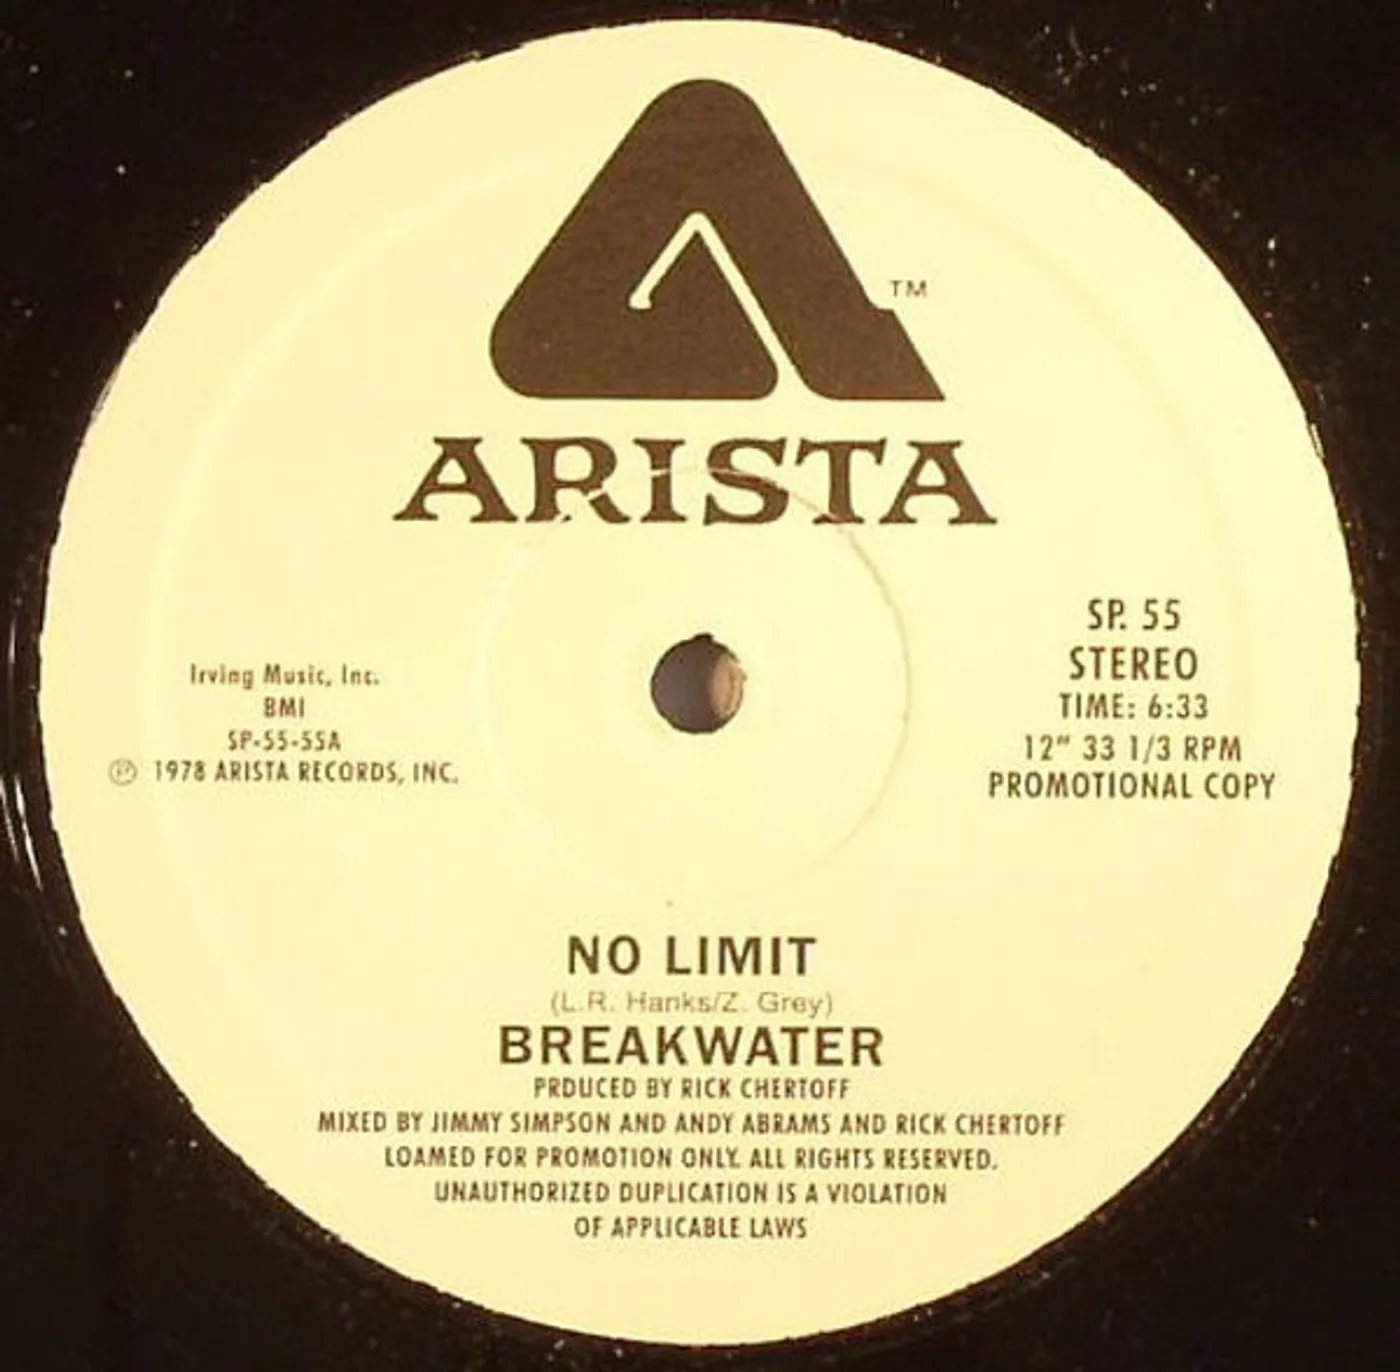 TM
ARISTA
Irving Music, Inc.
BMI
SP-55-SSA
℗ 1978 ARISTA RECORDS, INC.
SP. 55
STEREO
TIME: 6:33
12" 33 1/3 RPM
PROMOTIONAL COPY
NO LIMIT
(L.R. Hanks/Z. Grey)
BREAKWATER
PRDUCED BY RICK CHERTOFF
MIXED BY JIMMY SIMPSON AND ANDY ABRAMS AND RICK CHERTOFF
LOAMED FOR PROMOTION ONLY. ALL RIGHTS RESERVED.
UNAUTHORIZED DUPLICATION IS A VIOLATION
OF APPLICABLE LAWS